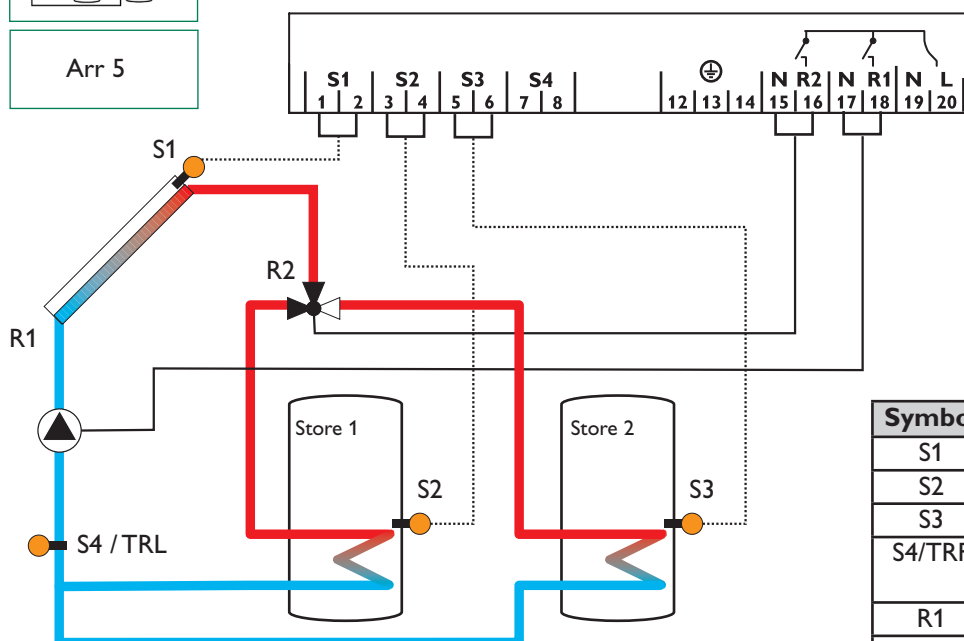 Arr 5
S1 S2 S3 S4 N R2 N R1 N L
1 2 3 4 5 6 7 8 12 13 14 15 16 17 18 19 20
S1
R2
R1
Store 1
Store 2
S2
S3
S4 / TRL
Symbo
S1
S2
S3
S4/TRF
R1